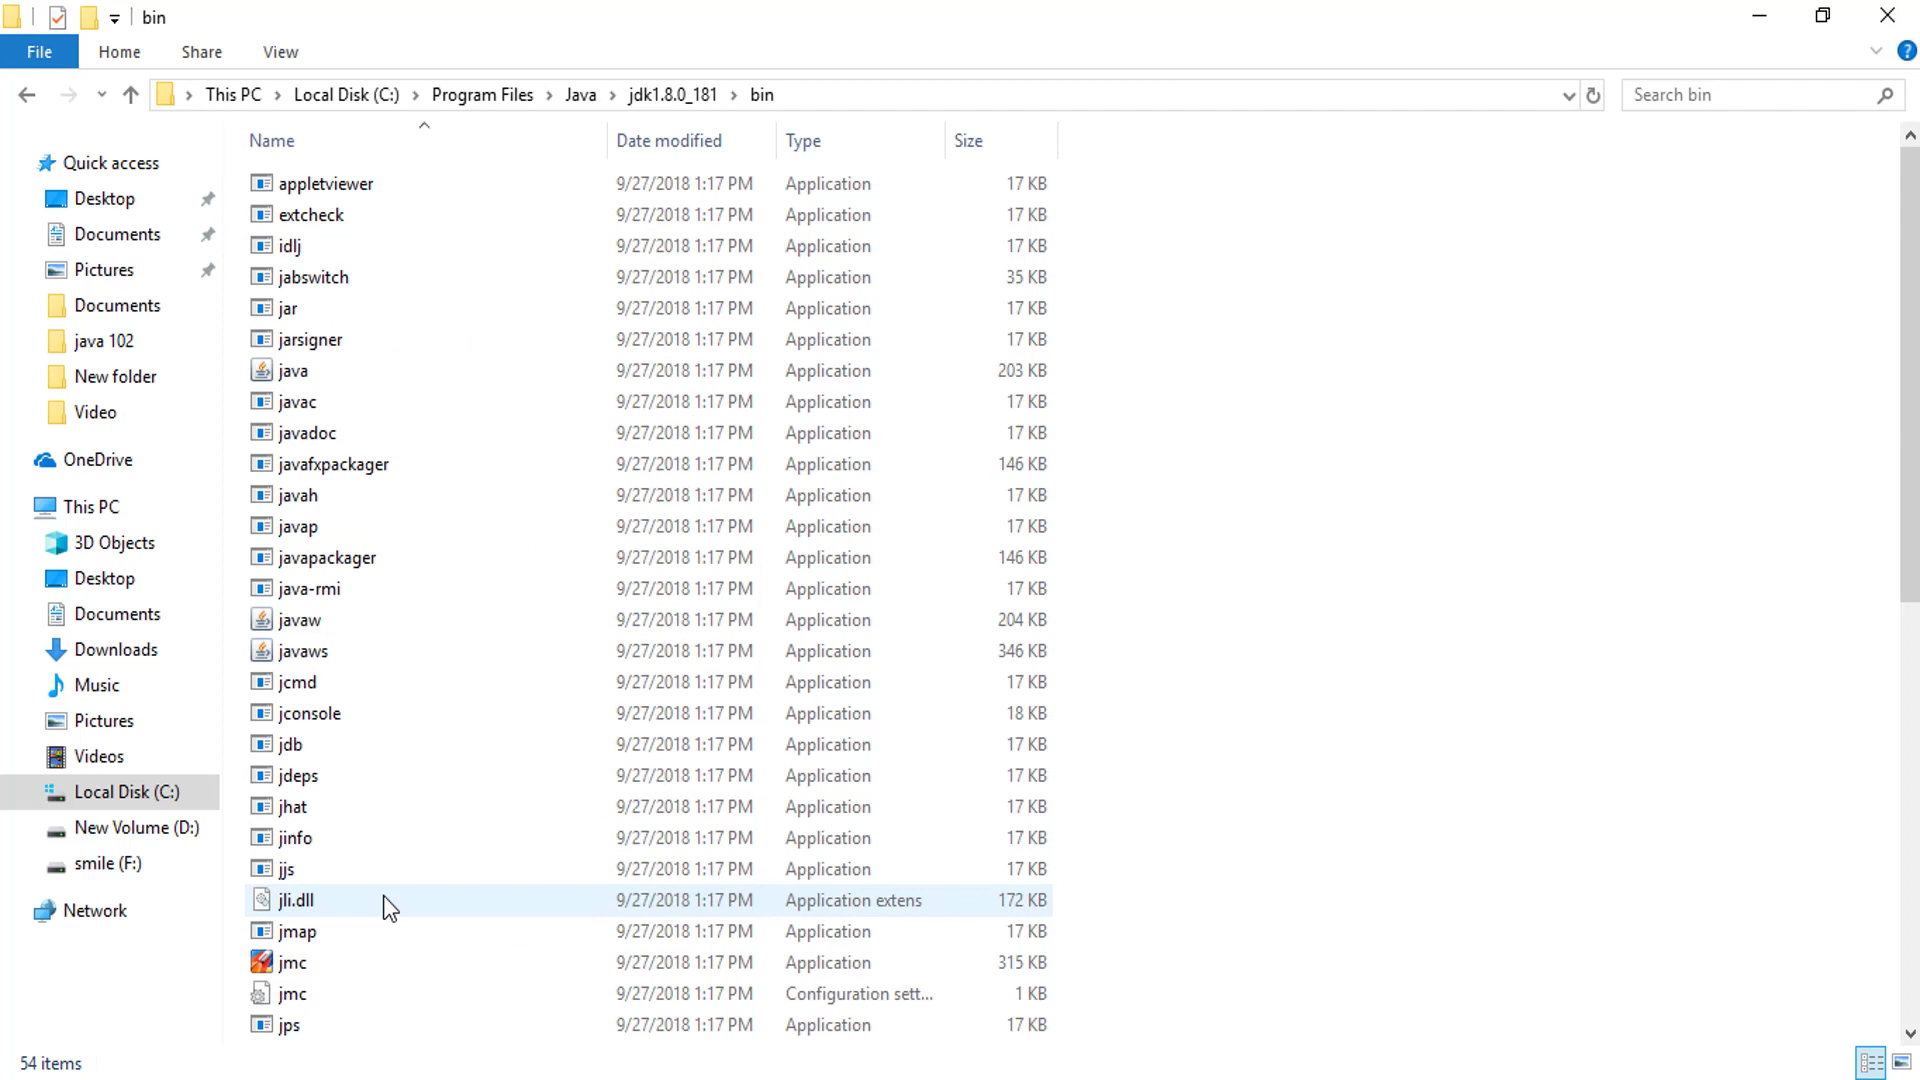 bin
File Home Share View
This PC Local Disk (C:) Program Files Java jdk1.8.0_181 bin Search bin
Name Date modified Type Size
Quick access
Desktop
Documents
Pictures
Documents
java 102
New folder
Video
OneDrive
This PC
3D Objects
Desktop
Documents
Downloads
Music
Pictures
Videos
Local Disk (C:)
New Volume (D:)
smile (F:)
Network
appletviewer 9/27/2018 1:17 PM Application 17 KB
extcheck 9/27/2018 1:17 PM Application 17 KB
idlj 9/27/2018 1:17 PM Application 17 KB
jabswitch 9/27/2018 1:17 PM Application 35 KB
jar 9/27/2018 1:17 PM Application 17 KB
jarsigner 9/27/2018 1:17 PM Application 17 KB
java 9/27/2018 1:17 PM Application 203 KB
javac 9/27/2018 1:17 PM Application 17 KB
javadoc 9/27/2018 1:17 PM Application 17 KB
javafxpackager 9/27/2018 1:17 PM Application 146 KB
javah 9/27/2018 1:17 PM Application 17 KB
javap 9/27/2018 1:17 PM Application 17 KB
javapackager 9/27/2018 1:17 PM Application 146 KB
java-rmi 9/27/2018 1:17 PM Application 17 KB
javaw 9/27/2018 1:17 PM Application 204 KB
javaws 9/27/2018 1:17 PM Application 346 KB
jcmd 9/27/2018 1:17 PM Application 17 KB
jconsole 9/27/2018 1:17 PM Application 18 KB
jdb 9/27/2018 1:17 PM Application 17 KB
jdeps 9/27/2018 1:17 PM Application 17 KB
jhat 9/27/2018 1:17 PM Application 17 KB
jinfo 9/27/2018 1:17 PM Application 17 KB
jjs 9/27/2018 1:17 PM Application 17 KB
jli.dll 9/27/2018 1:17 PM Application extens 172 KB
jmap 9/27/2018 1:17 PM Application 17 KB
jmc 9/27/2018 1:17 PM Application 315 KB
jmc 9/27/2018 1:17 PM Configuration sett... 1 KB
jps 9/27/2018 1:17 PM Application 17 KB
54 items